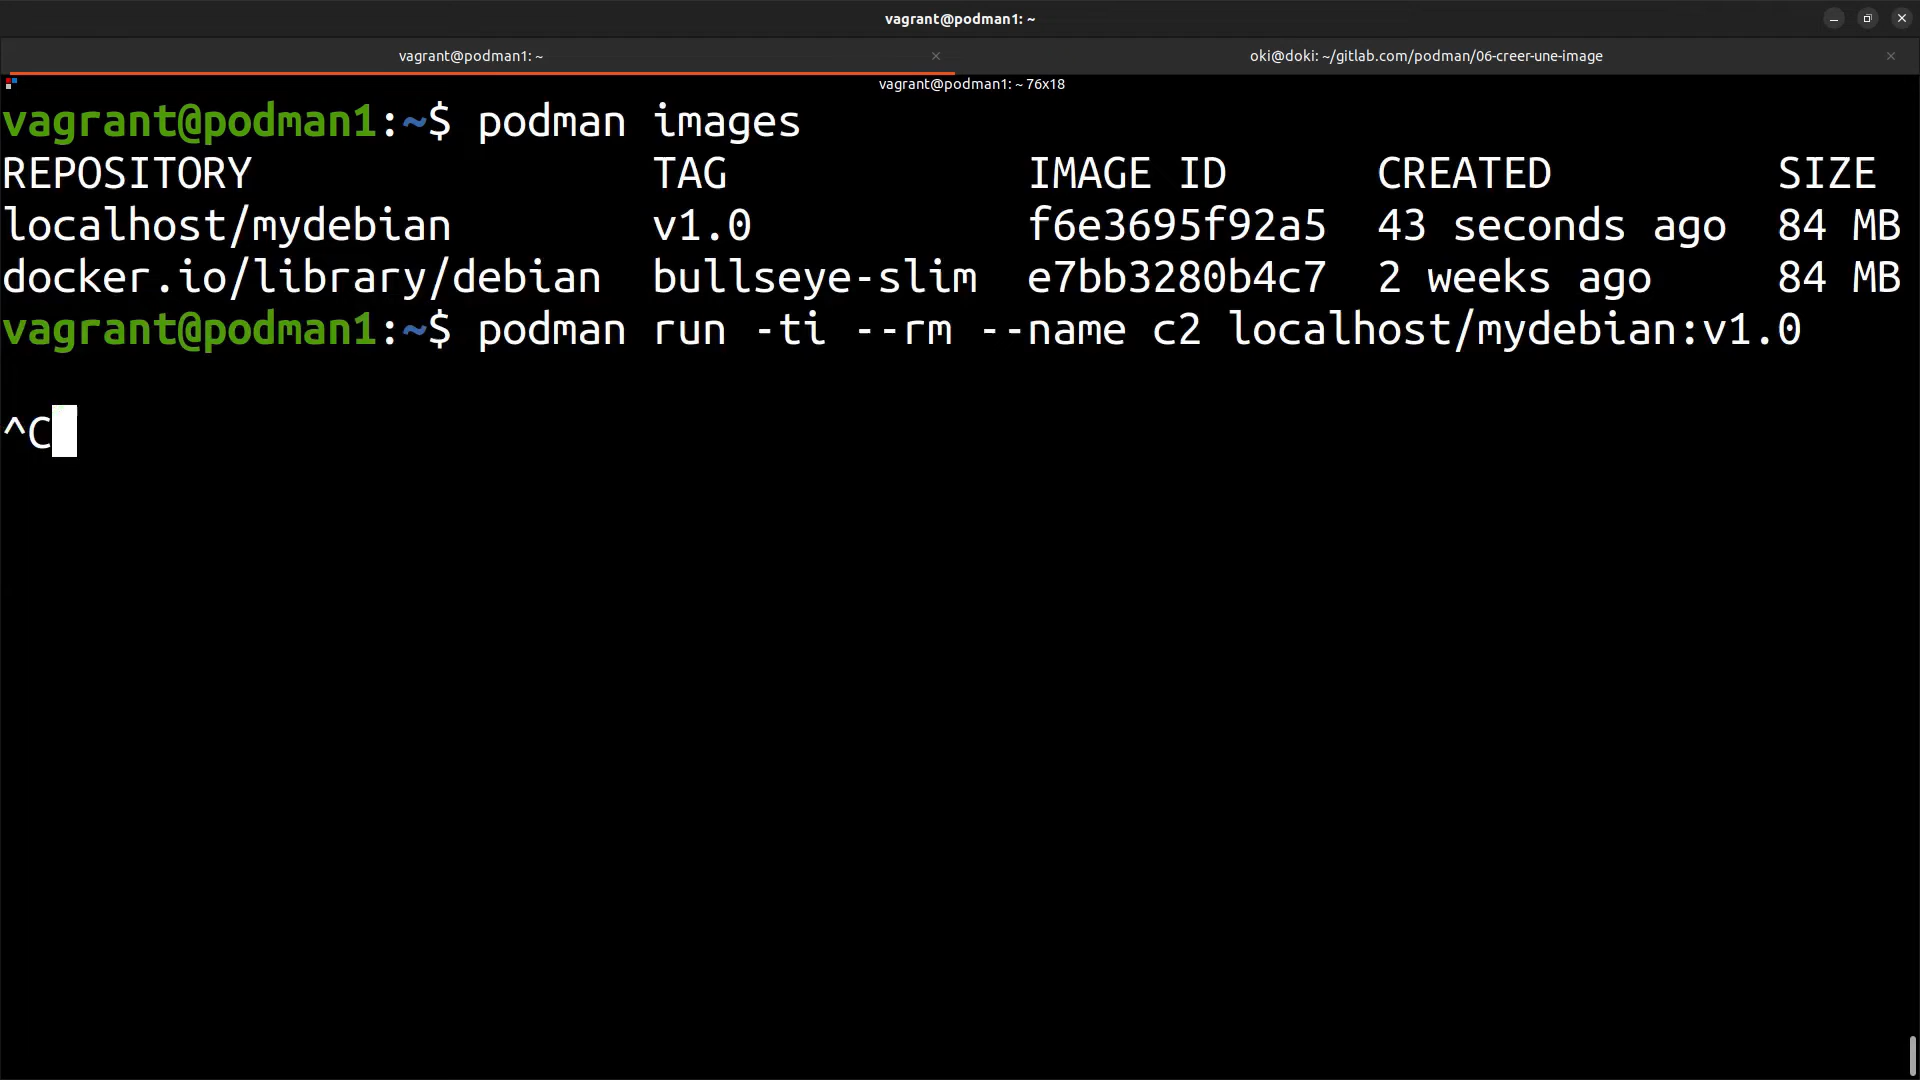 vagrant@podman1: ~
vagrant@podman1: ~
oki@doki: ~/gitlab.com/podman/06-creer-une-image
vagrant@podman1: ~ 76x18
vagrant@podman1:~$ podman images
REPOSITORY TAG IMAGE ID CREATED SIZE
localhost/mydebian v1.0 f6e3695f92a5 43 seconds ago 84 MB
docker.io/library/debian bullseye-slim e7bb3280b4c7 2 weeks ago 84 MB
vagrant@podman1:~$ podman run -ti --rm --name c2 localhost/mydebian:v1.0
^C